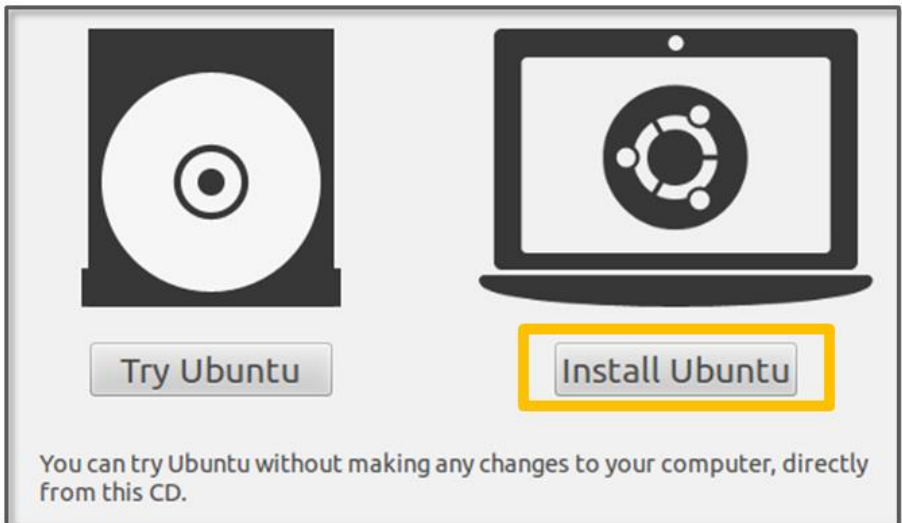 Try Ubuntu
Install Ubuntu
You can try Ubuntu without making any changes to your computer, directly
from this CD.